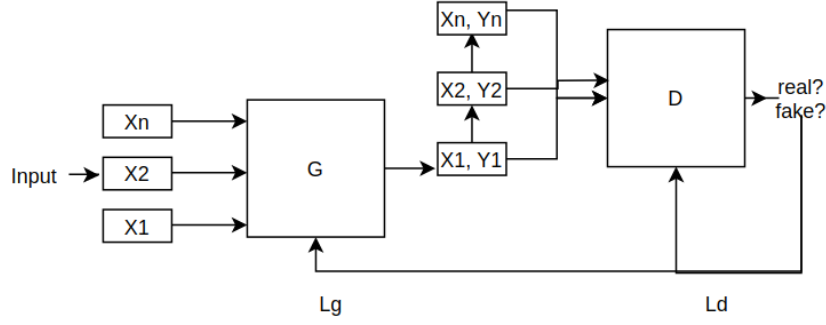 Input
Xn
X2
X1
G
Xn, Yn
X2, Y2
X1, Y1
D
real?
fake?
Lg
Ld